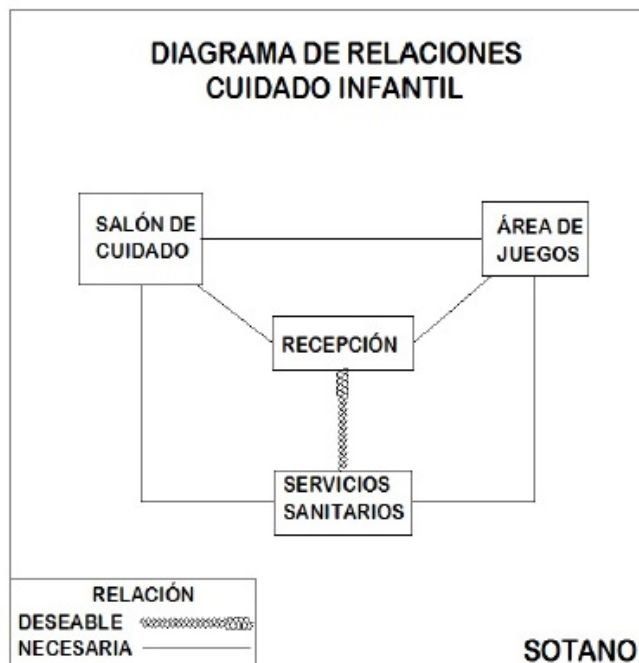 DIAGRAMA DE RELACIONES
CUIDADO INFANTIL
SALÓN DE
CUIDADO
ÁREA DE
JUEGOS
RECEPCIÓN
SERVICIOS
SANITARIOS
RELACIÓN
DESEABLE
NECESARIA
SOTANO